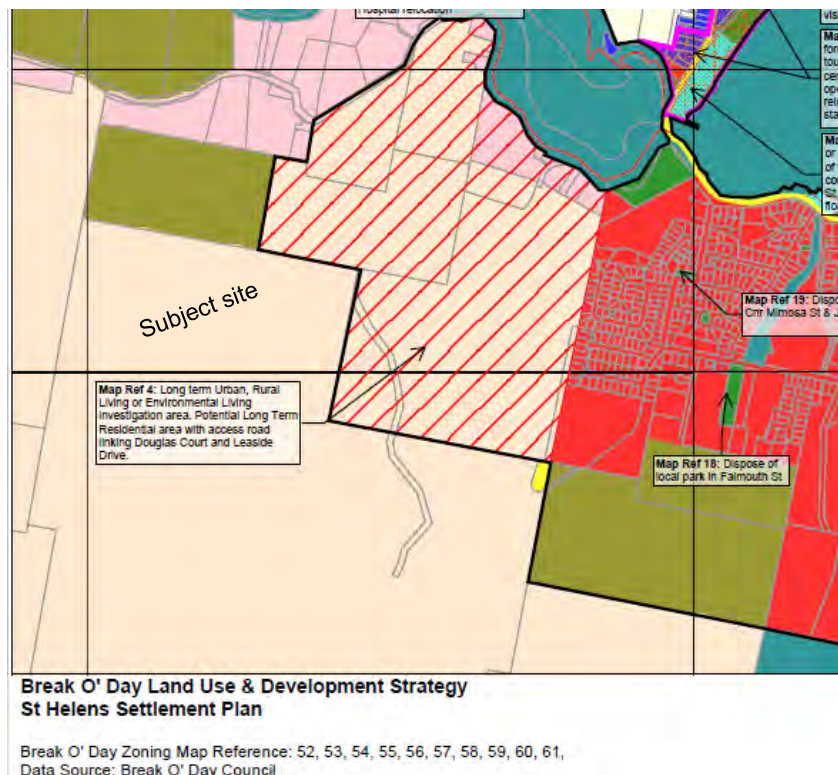 Hospital relocation
Map Ref 4: Long term Urban, Rural
Living or Environmental Living
investigation area. Potential Long Term
Residential area with access road
linking Douglas Court and Leaside
Drive.
Subject site
Map Ref 19: Dispo
Cnr Mimosa St & J
Map Ref 18: Dispose of
local park in Falmouth St
Break O' Day Land Use & Development Strategy
St Helens Settlement Plan
Break O' Day Zoning Map Reference: 52, 53, 54, 55, 56, 57, 58, 59, 60, 61,
Data Source: Break O' Day Council